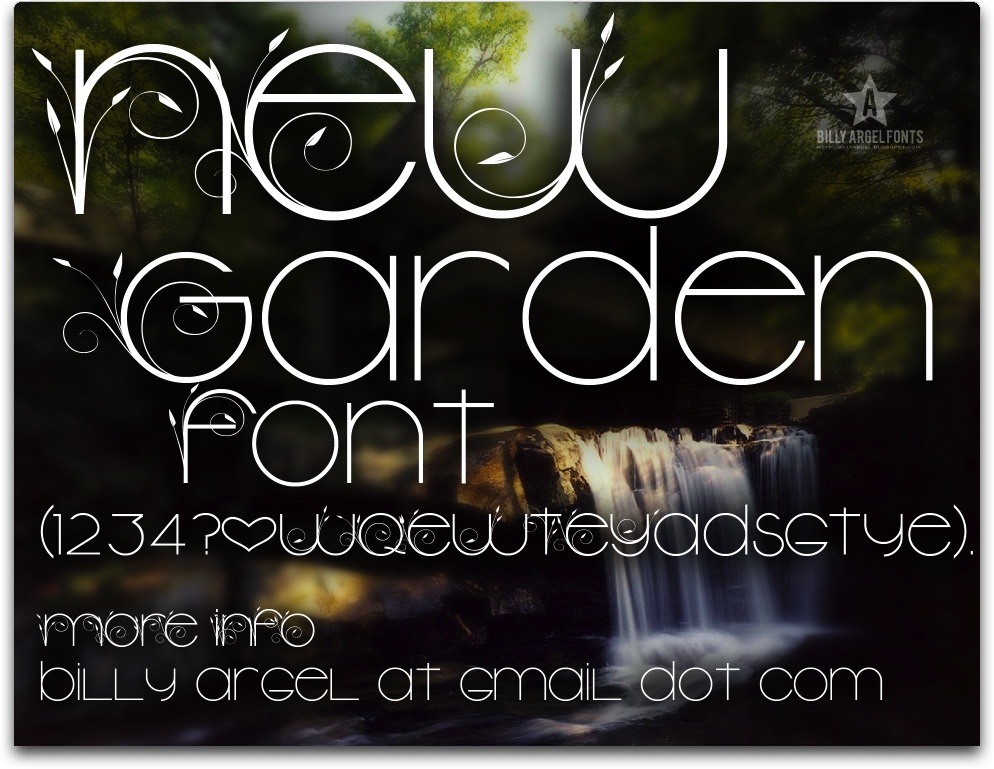 new
Garden
font
(1234?♡WQEWTEYadsGtye).
more info
billy argel at gmail dot com
BILLY ARGEL FONTS